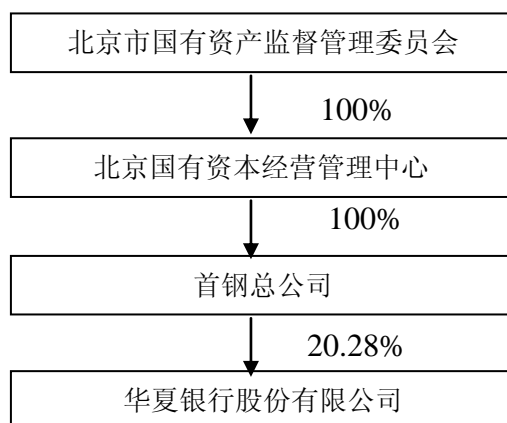 北京市国有资产监督管理委员会
100%
北京国有资本经营管理中心
100%
首钢总公司
20.28%
华夏银行股份有限公司